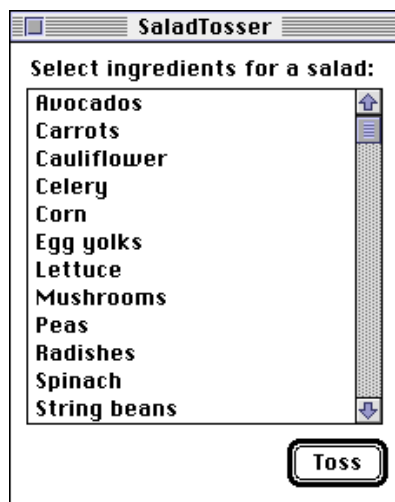 SaladTosser
Select ingredients for a salad:
Avocados
Carrots
Cauliflower
Celery
Corn
Egg yolks
Lettuce
Mushrooms
Peas
Radishes
Spinach
String beans
Toss